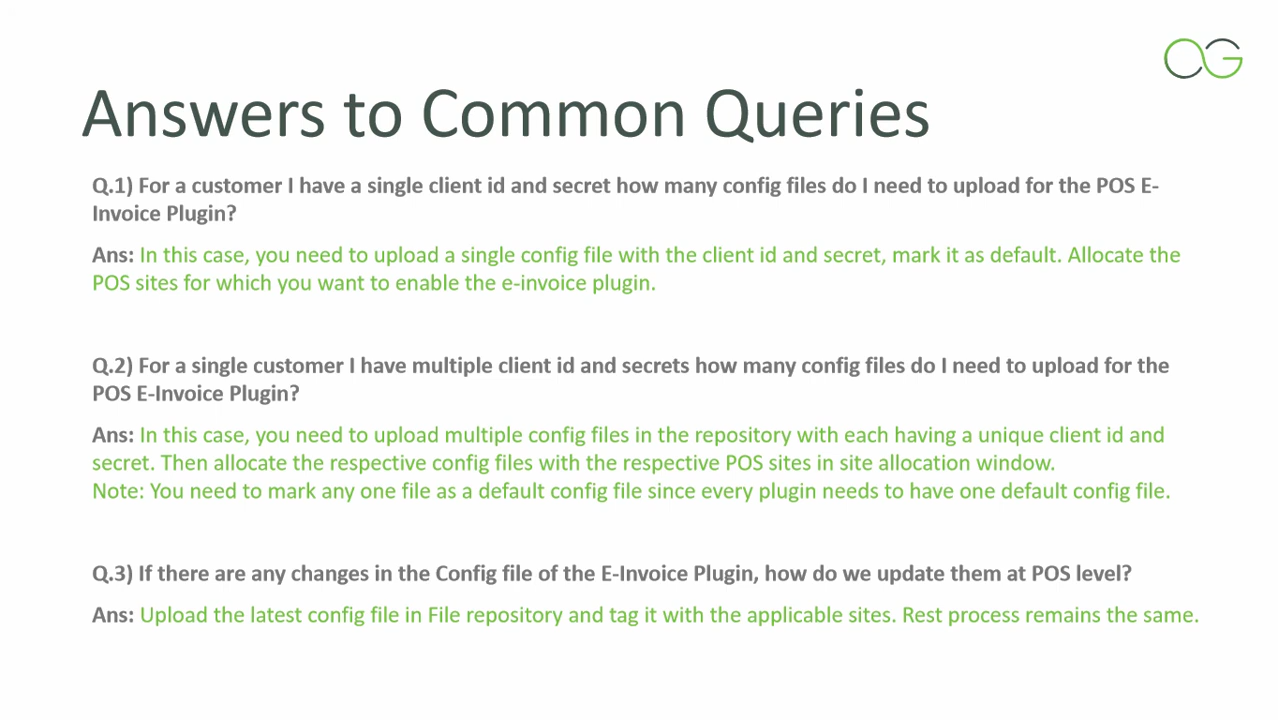 Answers to Common Queries
Q.1) For a customer I have a single client id and secret how many config files do I need to upload for the POS E-
Invoice Plugin?
Ans: In this case, you need to upload a single config file with the client id and secret, mark it as default. Allocate the
POS sites for which you want to enable the e-invoice plugin.
Q.2) For a single customer I have multiple client id and secrets how many config files do I need to upload for the
POS E-Invoice Plugin?
Ans: In this case, you need to upload multiple config files in the repository with each having a unique client id and
secret. Then allocate the respective config files with the respective POS sites in site allocation window.
Note: You need to mark any one file as a default config file since every plugin needs to have one default config file.
Q.3) If there are any changes in the Config file of the E-Invoice Plugin, how do we update them at POS level?
Ans: Upload the latest config file in File repository and tag it with the applicable sites. Rest process remains the same.